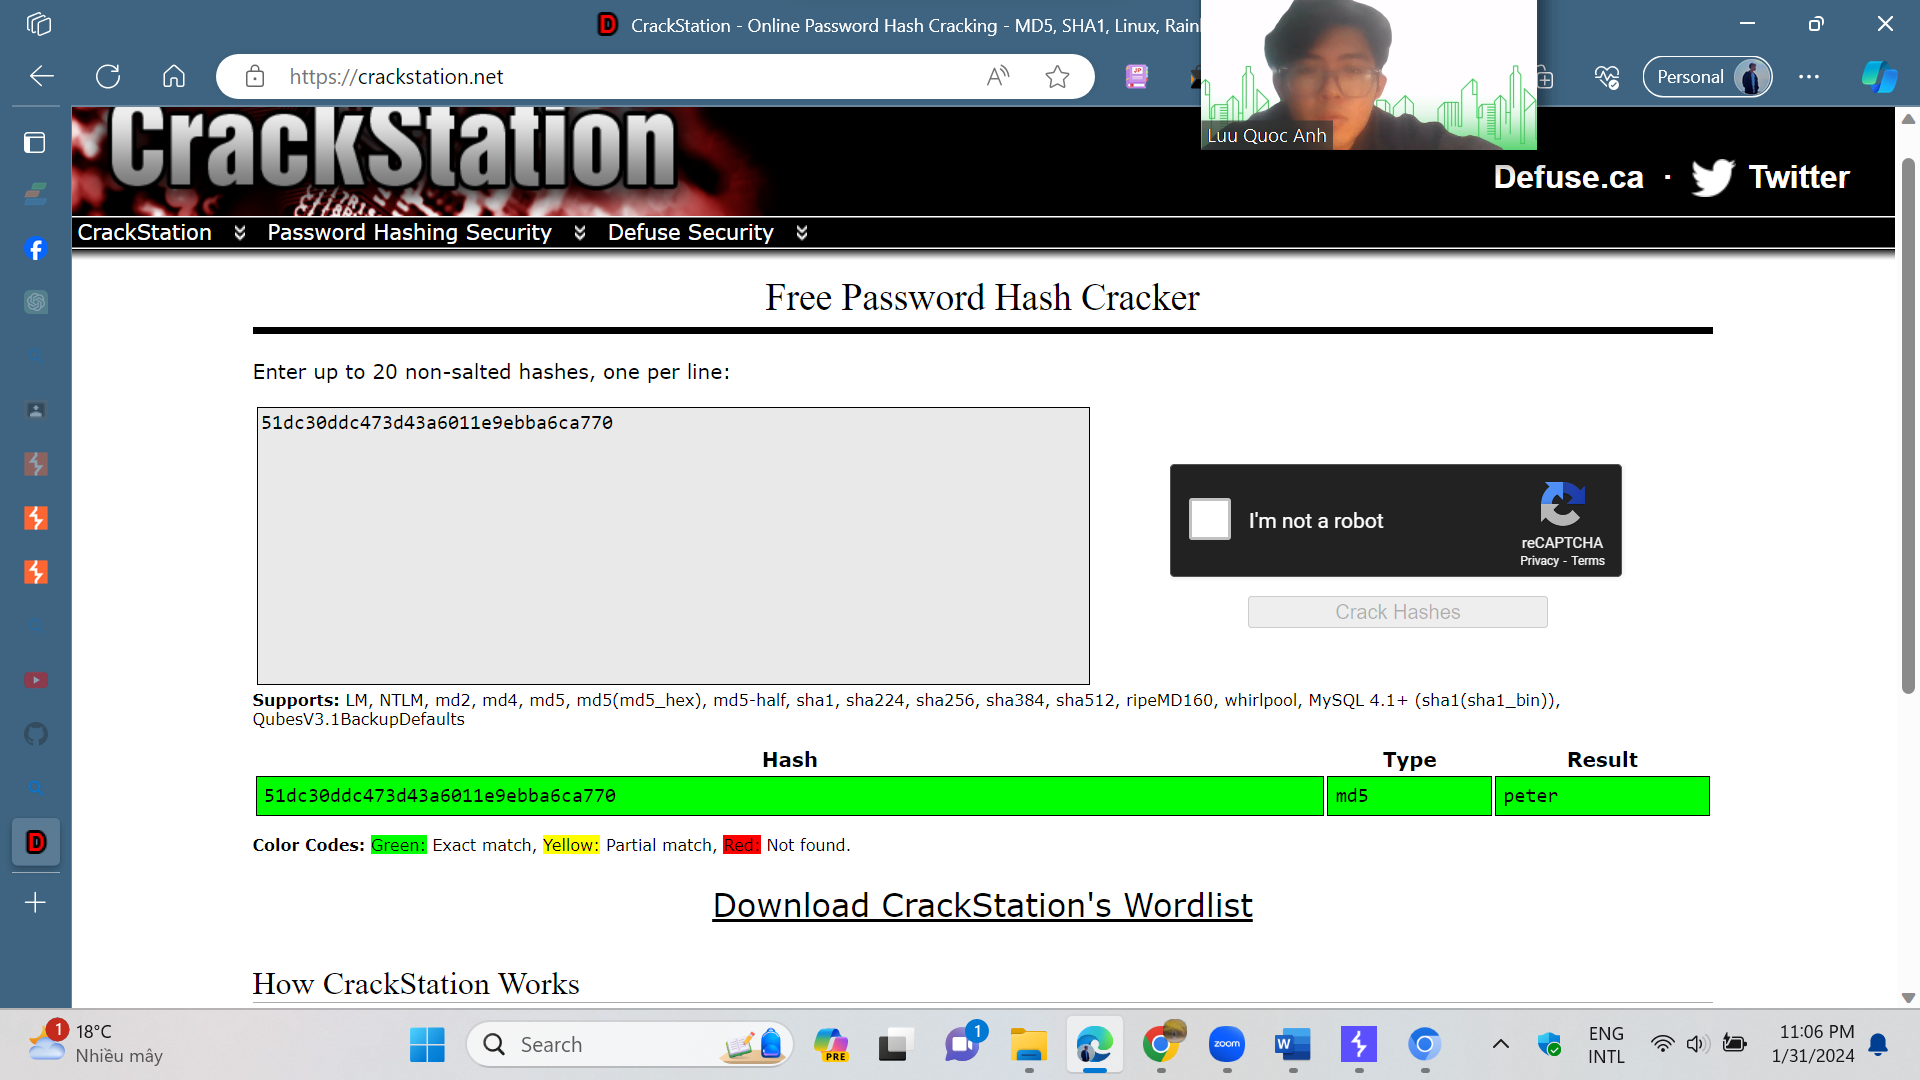 CrackStation - Online Password Hash Cracking - MD5, SHA1, Linux, Rain
https://crackstation.net
Personal
Luu Quoc Anh
CrackStation
Defuse.ca · Twitter
CrackStation
Password Hashing Security
Defuse Security
Free Password Hash Cracker
Enter up to 20 non-salted hashes, one per line:
51dc30ddc473d43a6011e9ebba6ca770
I'm not a robot
reCAPTCHA
Privacy - Terms
Crack Hashes
Supports: LM, NTLM, md2, md4, md5, md5(md5_hex), md5-half, sha1, sha224, sha256, sha384, sha512, ripeMD160, whirlpool, MySQL 4.1+ (sha1(sha1_bin)),
QubesV3.1BackupDefaults
Hash Type Result
51dc30ddc473d43a6011e9ebba6ca770 md5 peter
Color Codes: Green: Exact match, Yellow: Partial match, Red: Not found.
Download CrackStation's Wordlist
How CrackStation Works
1
18°C
Nhiều mây
Search
PRE
1
zoom
ENG
INTL
11:06 PM
1/31/2024